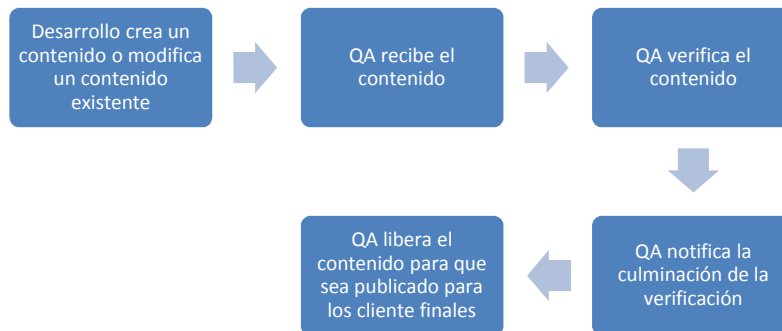 Desarrollo crea un
contenido o modifica
un contenido
existente
QA recibe el
contenido
QA verifica el
contenido
QA notifica la
culminación de la
verificación
QA libera el
contenido para que
sea publicado para
los cliente finales